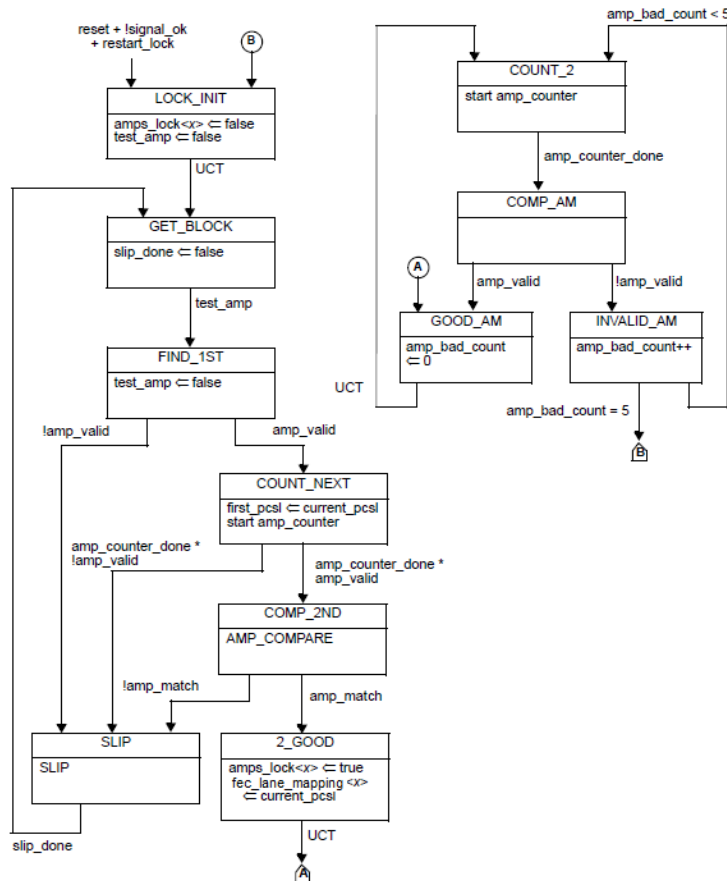 reset + !signal_ok
+ restart_lock
B
LOCK_INIT
amps_lock<x> ⇐ false
test_amp ⇐ false
UCT
GET_BLOCK
slip_done ⇐ false
test_amp
FIND_1ST
test_amp ⇐ false
!amp_valid
amp_valid
COUNT_NEXT
first_pcsl ⇐ current_pcsl
start amp_counter
amp_counter_done *
!amp_valid
amp_counter_done *
amp_valid
COMP_2ND
AMP_COMPARE
!amp_match
amp_match
SLIP
SLIP
slip_done
2_GOOD
amps_lock<x> ⇐ true
fec_lane_mapping <x>
⇐ current_pcsl
UCT
A
amp_bad_count < 5
COUNT_2
start amp_counter
amp_counter_done
COMP_AM
A
amp_valid
!amp_valid
GOOD_AM
amp_bad_count
⇐ 0
UCT
INVALID_AM
amp_bad_count++
amp_bad_count = 5
B